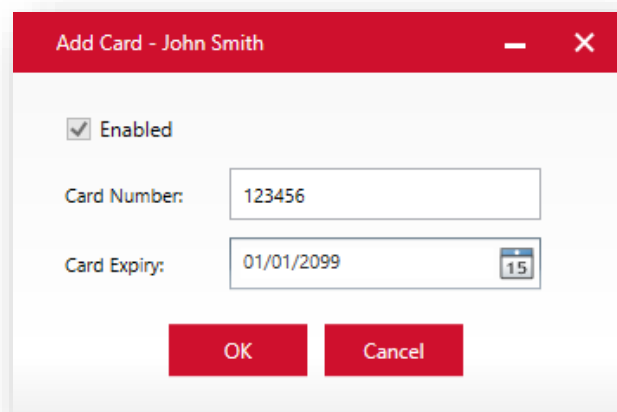 Add Card - John Smith
Enabled
Card Number: 123456
Card Expiry: 01/01/2099 15
OK Cancel